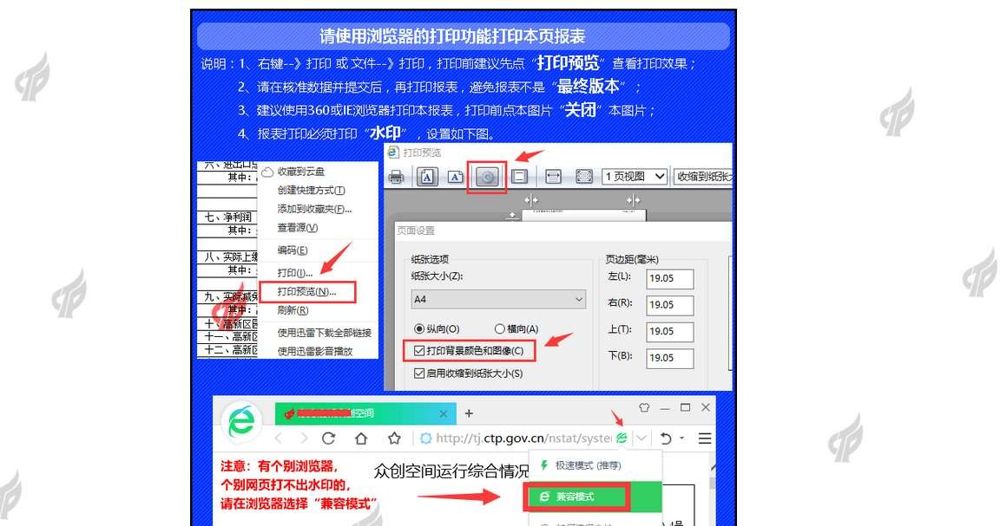 请使用浏览器的打印功能打印本页报表
说明：1、右键--》打印 或 文件--》打印，打印前建议先点“打印预览”查看打印效果；
2、请在核准数据并提交后，再打印报表，避免报表不是“最终版本”；
3、建议使用360或IE浏览器打印本报表，打印前点本图片“关闭”本图片；
4、报表打印必须打印“水印”，设置如下图。
六、进出口总
其中：
七、净利润
其中：
八、实际上缴
其中：
九、实际减免
其中：
十、高新区
十一、高新区
十二、高新区
收藏到云盘
创建快捷方式(T)
添加到收藏夹(F)...
查看源(V)
编码(E)
打印(I)...
打印预览(N)...
刷新(R)
使用迅雷下载全部链接
使用迅雷影音播放
打印预览
1 页视图
收缩到纸张大
页面设置
纸张选项
纸张大小(Z):
A4
纵向(O)
横向(A)
打印背景颜色和图像(C)
启用收缩到纸张大小(S)
页边距(毫米)
左(L):
19.05
右(R):
19.05
上(T):
19.05
下(B):
19.05
空间
http://tj.ctp.gov.cn/nstat/syste
注意：有个别浏览器，
个别网页打不出水印的，
请在浏览器选择“兼容模式”
众创空间运行综合情况
极速模式 (推荐)
兼容模式